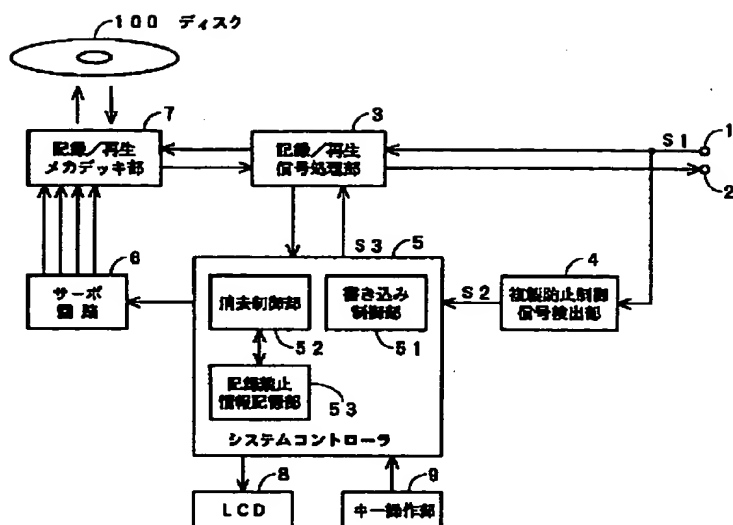 100 ディスク
7
記録／再生
メカデッキ部
3
記録／再生
信号処理部
S1
1
2
S3
5
6
サーボ
回路
消去制御部
52
書き込み
制御部
51
S2
4
複製防止制御
信号検出部
記録禁止
情報記憶部
53
システムコントローラ
8
LCD
9
キー操作部